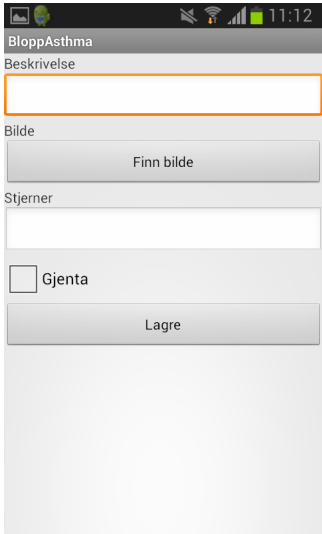 11:12
BloppAsthma
Beskrivelse
Bilde
Finn bilde
Stjerner
Gjenta
Lagre